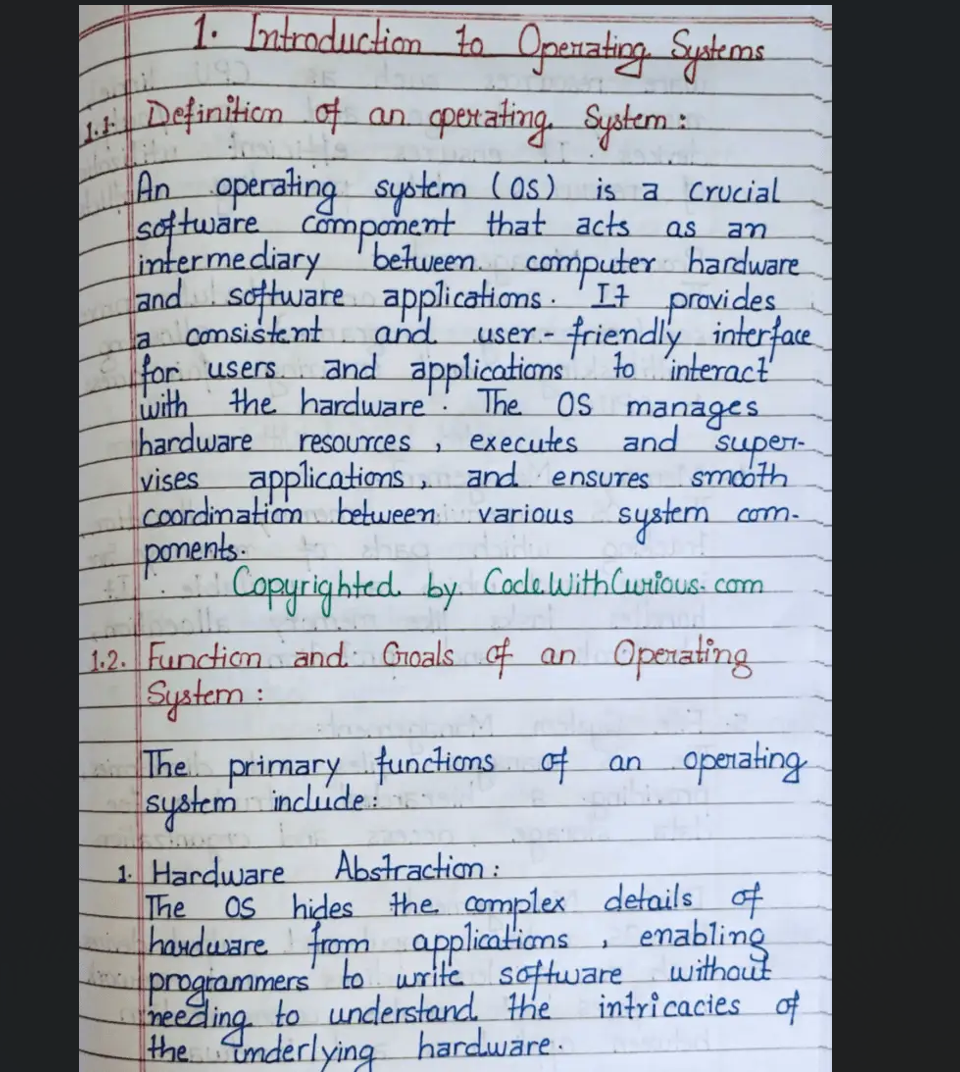 1. Introduction to Operating Systems
1.1. Definition of an operating System :
An operating system (OS) is a crucial
software component that acts as an
intermediary between computer hardware
and software applications. It provides
a consistent and user-friendly interface
for users and applications to interact
with the hardware. The OS manages
hardware resources, executes and super-
vises applications, and ensures smooth
coordination between various system com-
ponents.
Copyrighted by CodeWithCurious.com
1.2. Function and Goals of an Operating
System :
The primary functions of an operating
system include :
1. Hardware Abstraction :
The OS hides the complex details of
hardware from applications, enabling
programmers to write software without
needing to understand the intricacies of
the underlying hardware.